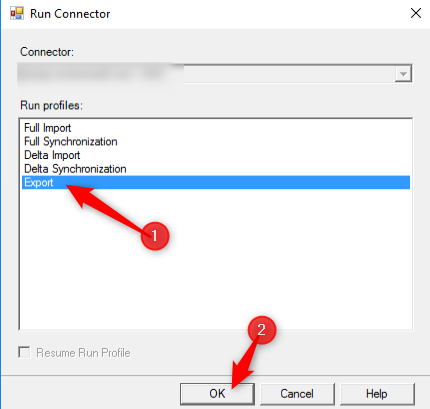 Run Connector
Connector:
Run profiles:
Full Import
Full Synchronization
Delta Import
Delta Synchronization
Export
1
Resume Run Profile
2
OK Cancel Help